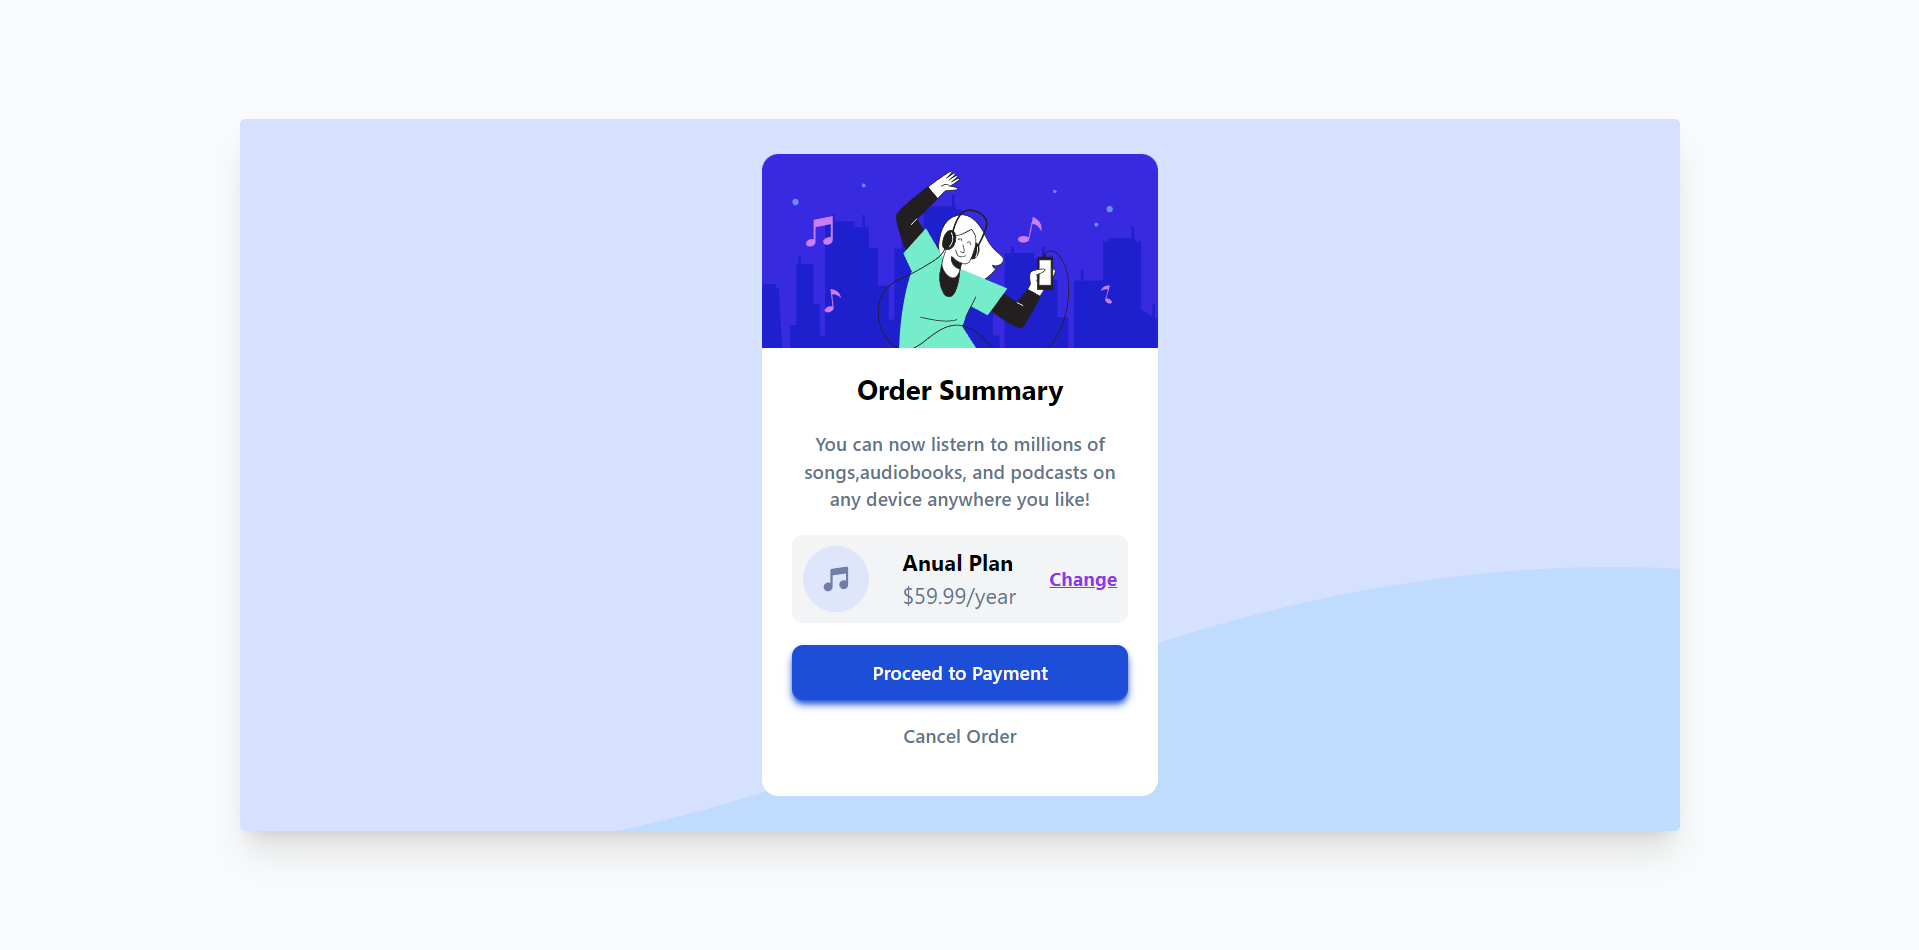 Order Summary
You can now listern to millions of
songs,audiobooks, and podcasts on
any device anywhere you like!
Anual Plan
$59.99/year
Change
Proceed to Payment
Cancel Order